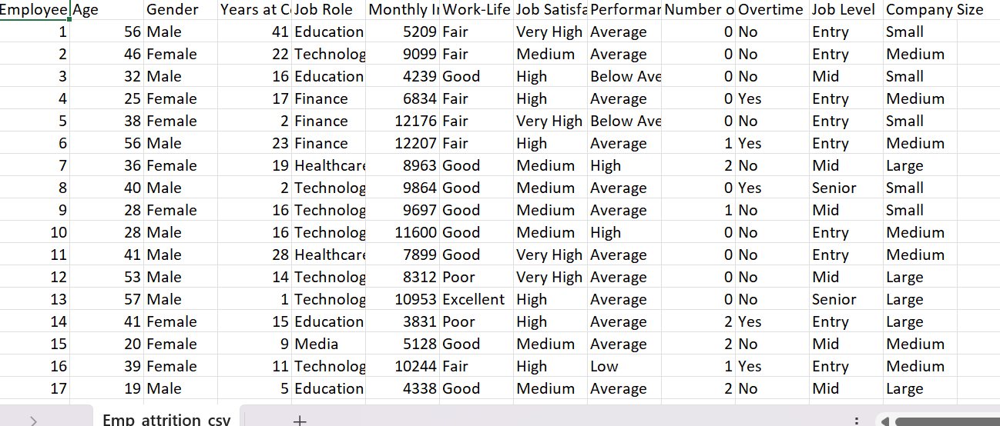 Employee Age Gender Years at C Job Role Monthly I Work-Life Job Satisfa Performar Number o Overtime Job Level Company Size
1 56 Male 41 Education 5209 Fair Very High Average 0 No Entry Small
2 46 Female 22 Technolog 9099 Fair Medium Average 0 No Entry Medium
3 32 Male 16 Education 4239 Good High Below Ave 0 No Mid Small
4 25 Female 17 Finance 6834 Fair High Average 0 Yes Entry Medium
5 38 Female 2 Finance 12176 Fair Very High Below Ave 0 No Entry Small
6 56 Male 23 Finance 12207 Fair High Average 1 Yes Entry Medium
7 36 Female 19 Healthcare 8963 Good Medium High 2 No Mid Large
8 40 Male 2 Technolog 9864 Good Medium Average 0 Yes Senior Small
9 28 Female 16 Technolog 9697 Good Medium Average 1 No Mid Small
10 28 Male 16 Technolog 11600 Good Medium High 0 No Entry Medium
11 41 Male 28 Healthcare 7899 Good Very High Average 0 No Entry Medium
12 53 Male 14 Technolog 8312 Poor Very High Average 0 No Mid Large
13 57 Male 1 Technolog 10953 Excellent High Average 0 No Senior Large
14 41 Female 15 Education 3831 Poor High Average 2 Yes Entry Large
15 20 Female 9 Media 5128 Good Medium Average 2 No Mid Medium
16 39 Female 11 Technolog 10244 Fair High Low 1 Yes Entry Medium
17 19 Male 5 Education 4338 Good Medium Average 2 No Mid Large
Emp attrition csv